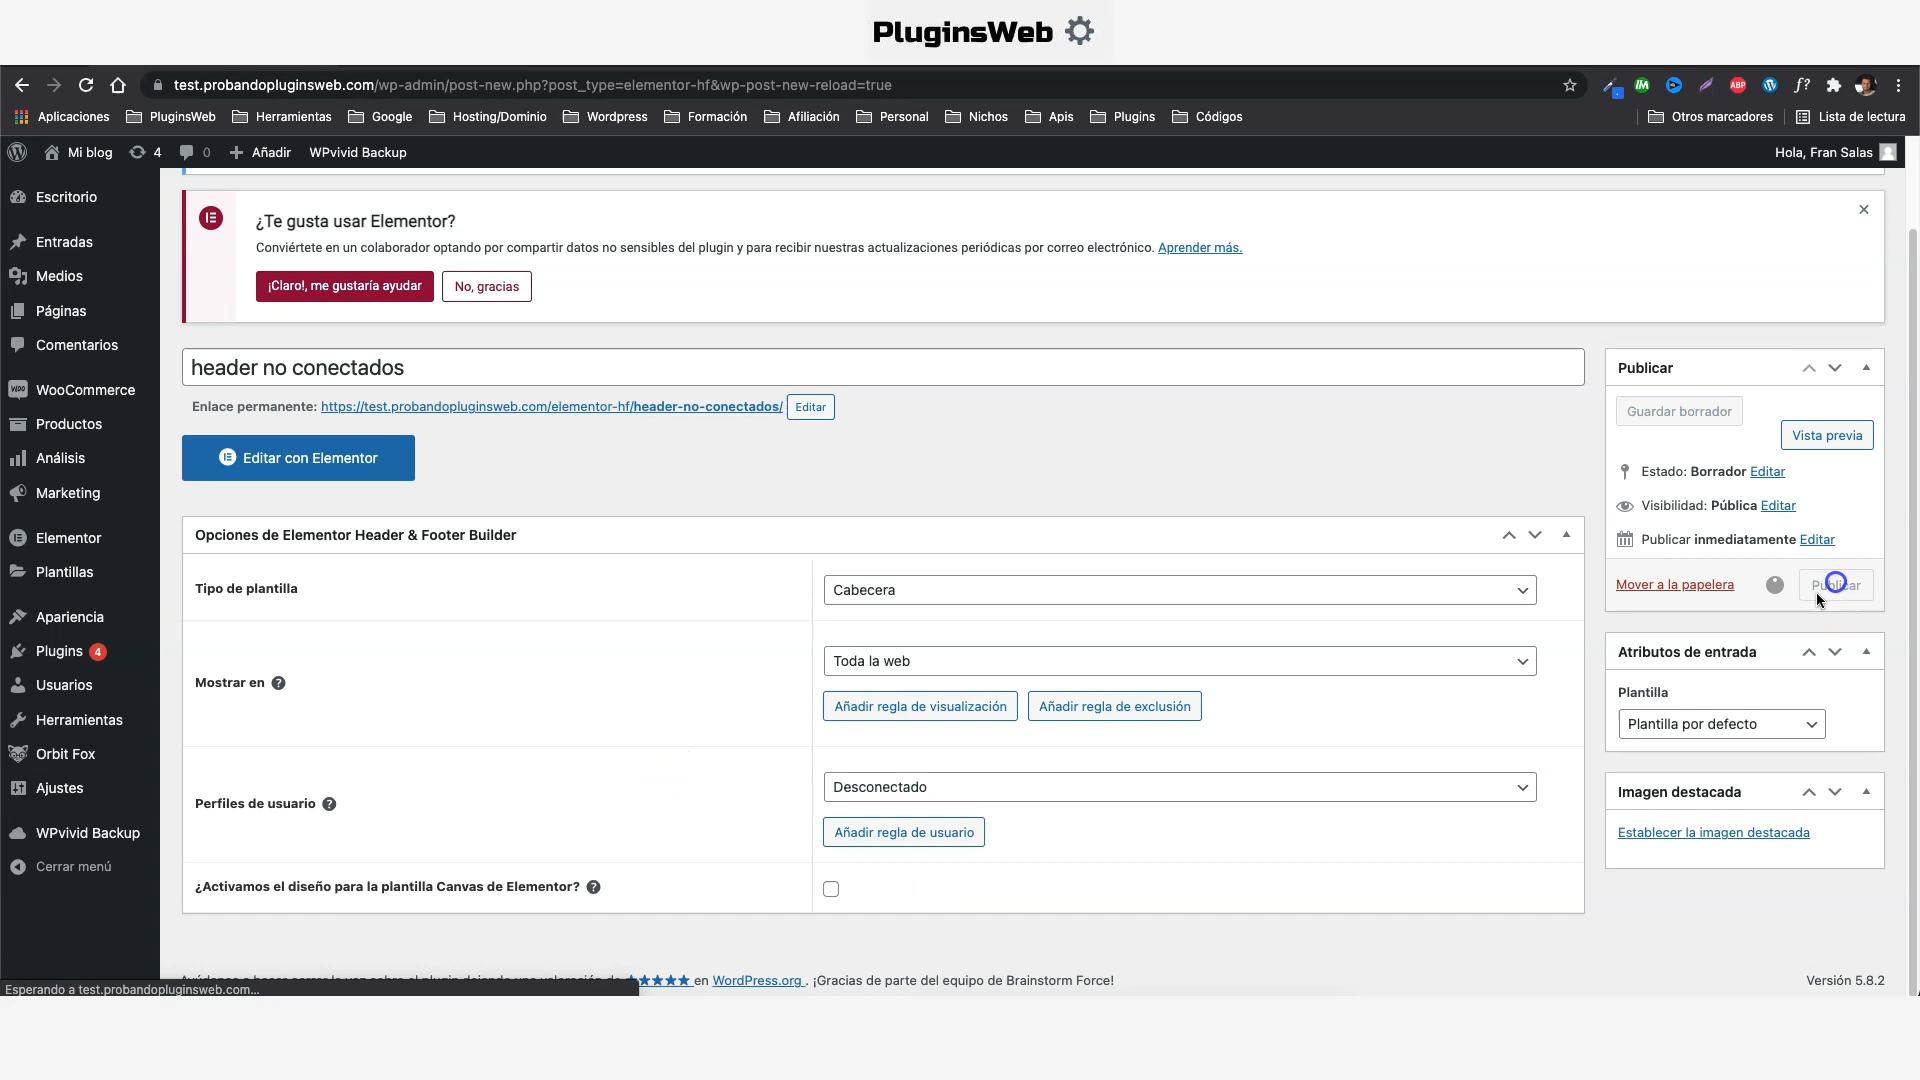 PluginsWeb
test.probandopluginsweb.com/wp-admin/post-new.php?post_type=elementor-hf&wp-post-new-reload=true
Aplicaciones PluginsWeb Herramientas Google Hosting/Dominio Wordpress Formación Afiliación Personal Nichos Apis Plugins Códigos Otros marcadores Lista de lectura
Mi blog 4 0 Añadir WPvivid Backup Hola, Fran Salas
Escritorio
Entradas
Medios
Páginas
Comentarios
WooCommerce
Productos
Análisis
Marketing
Elementor
Plantillas
Apariencia
Plugins 4
Usuarios
Herramientas
Orbit Fox
Ajustes
WPvivid Backup
Cerrar menú
¿Te gusta usar Elementor?
Conviértete en un colaborador optando por compartir datos no sensibles del plugin y para recibir nuestras actualizaciones periódicas por correo electrónico. Aprender más.
¡Claro!, me gustaría ayudar No, gracias
header no conectados
Enlace permanente: https://test.probandopluginsweb.com/elementor-hf/header-no-conectados/ Editar
Editar con Elementor
Opciones de Elementor Header & Footer Builder
Tipo de plantilla Cabecera
Mostrar en Toda la web
Añadir regla de visualización Añadir regla de exclusión
Perfiles de usuario Desconectado
Añadir regla de usuario
¿Activamos el diseño para la plantilla Canvas de Elementor?
Publicar
Guardar borrador
Vista previa
Estado: Borrador Editar
Visibilidad: Pública Editar
Publicar inmediatamente Editar
Mover a la papelera Publicar
Atributos de entrada
Plantilla
Plantilla por defecto
Imagen destacada
Establecer la imagen destacada
★★★★★ en WordPress.org . ¡Gracias de parte del equipo de Brainstorm Force! Versión 5.8.2
Esperando a test.probandopluginsweb.com...